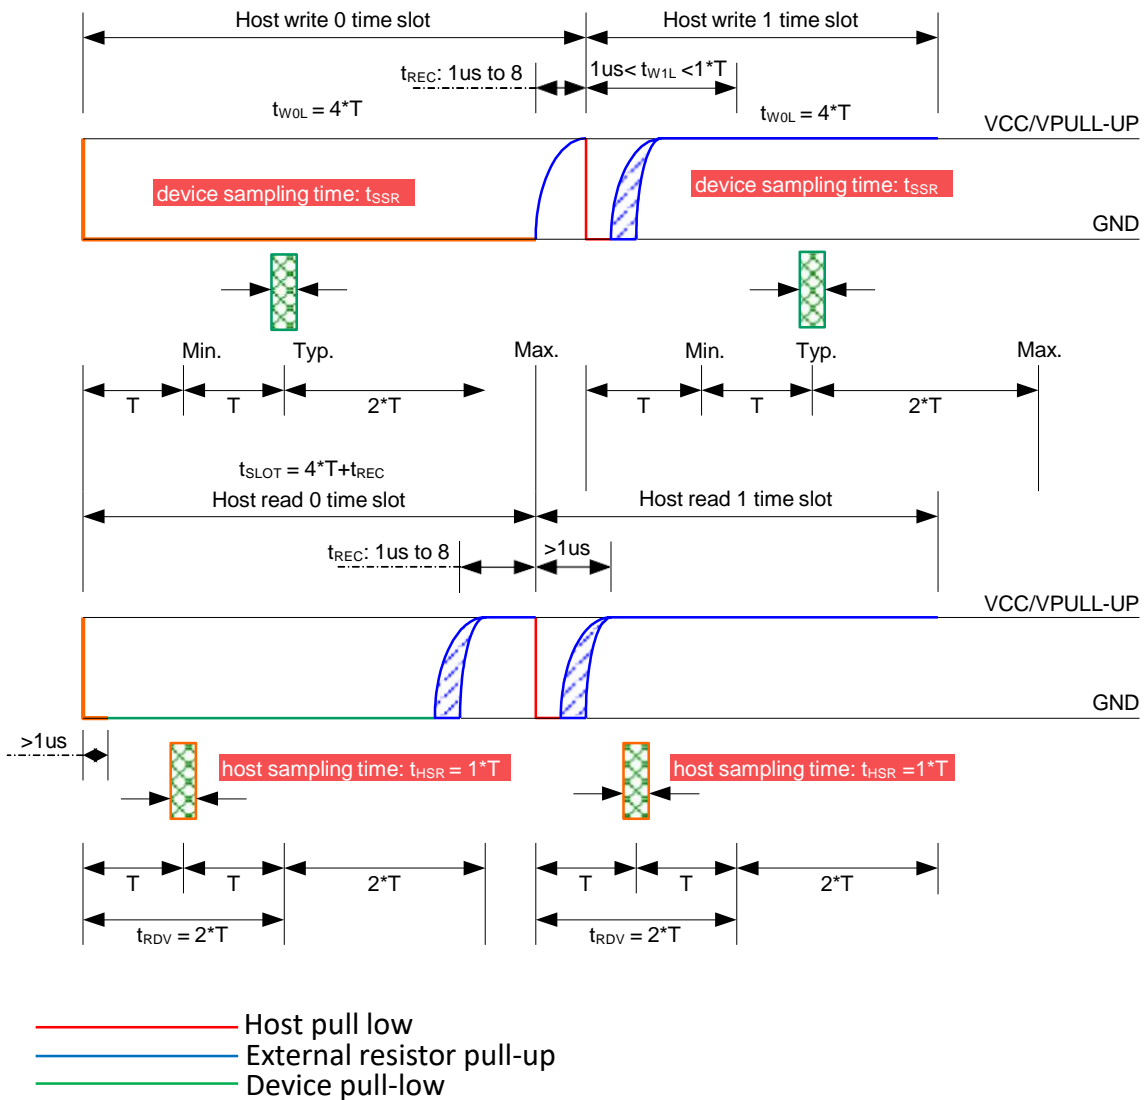 Host write 0 time slot
Host write 1 time slot
tREC: 1us to 8
1us< tW1L <1*T
tW0L = 4*T
tW0L = 4*T
VCC/VPULL-UP
device sampling time: tSSR
device sampling time: tSSR
GND
Min.
Typ.
Max.
Min.
Typ.
Max.
T
T
2*T
T
T
2*T
tSLOT = 4*T+tREC
Host read 0 time slot
Host read 1 time slot
tREC: 1us to 8
>1us
VCC/VPULL-UP
GND
>1us
host sampling time: tHSR = 1*T
host sampling time: tHSR =1*T
T
T
2*T
T
T
2*T
tRDV = 2*T
tRDV = 2*T
Host pull low
External resistor pull-up
Device pull-low